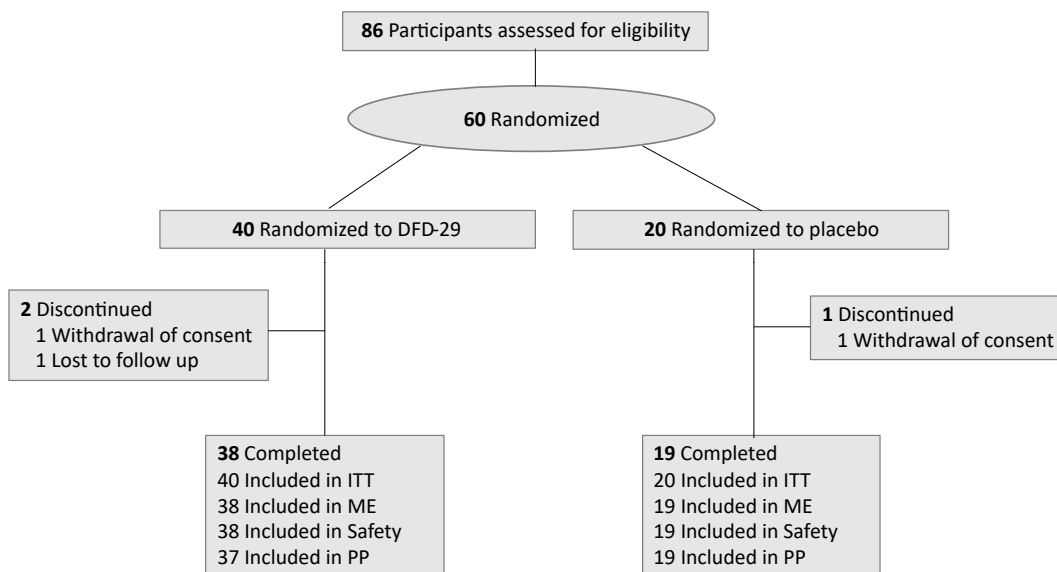 86 Participants assessed for eligibility
60 Randomized
40 Randomized to DFD-29
20 Randomized to placebo
2 Discontinued
1 Withdrawal of consent
1 Lost to follow up
1 Discontinued
1 Withdrawal of consent
38 Completed
40 Included in ITT
38 Included in ME
38 Included in Safety
37 Included in PP
19 Completed
20 Included in ITT
19 Included in ME
19 Included in Safety
19 Included in PP